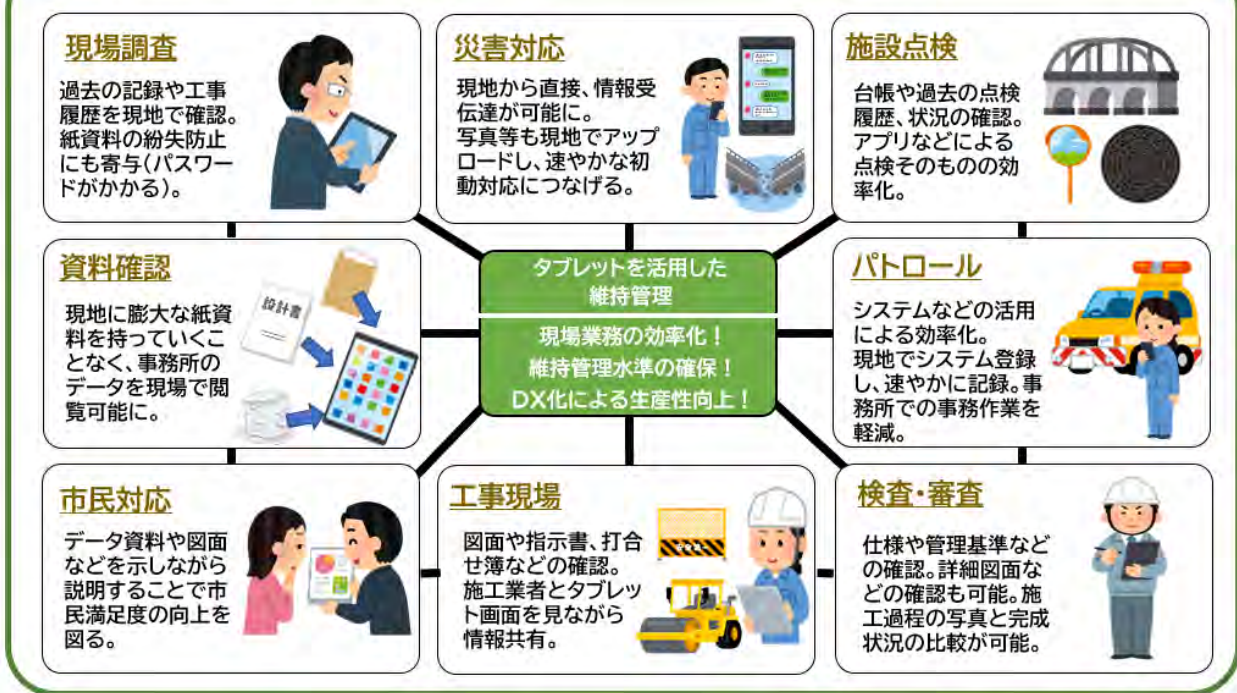 現場調査
過去の記録や工事
履歴を現地で確認。
紙資料の紛失防止
にも寄与(パスワー
ドがかかる)。
災害対応
現地から直接、情報受
伝達が可能に。
写真等も現地でアップ
ロードし、速やかな初
動対応につなげる。
施設点検
台帳や過去の点検
履歴、状況の確認。
アプリなどによる
点検そのものの効
率化。
資料確認
現地に膨大な紙資
料を持っていくこ
となく、事務所の
データを現場で閲
覧可能に。
設計書
タブレットを活用した
維持管理
現場業務の効率化!
維持管理水準の確保!
DX化による生産性向上!
パトロール
システムなどの活用
による効率化。
現地でシステム登録
し、速やかに記録。事
務所での事務作業を
軽減。
市民対応
データ資料や図面
などを示しながら
説明することで市
民満足度の向上を
図る。
工事現場
図面や指示書、打合
せ簿などの確認。
施工業者とタブレッ
ト画面を見ながら
情報共有。
検査・審査
仕様や管理基準など
の確認。詳細図面な
どの確認も可能。施
工過程の写真と完成
状況の比較が可能。